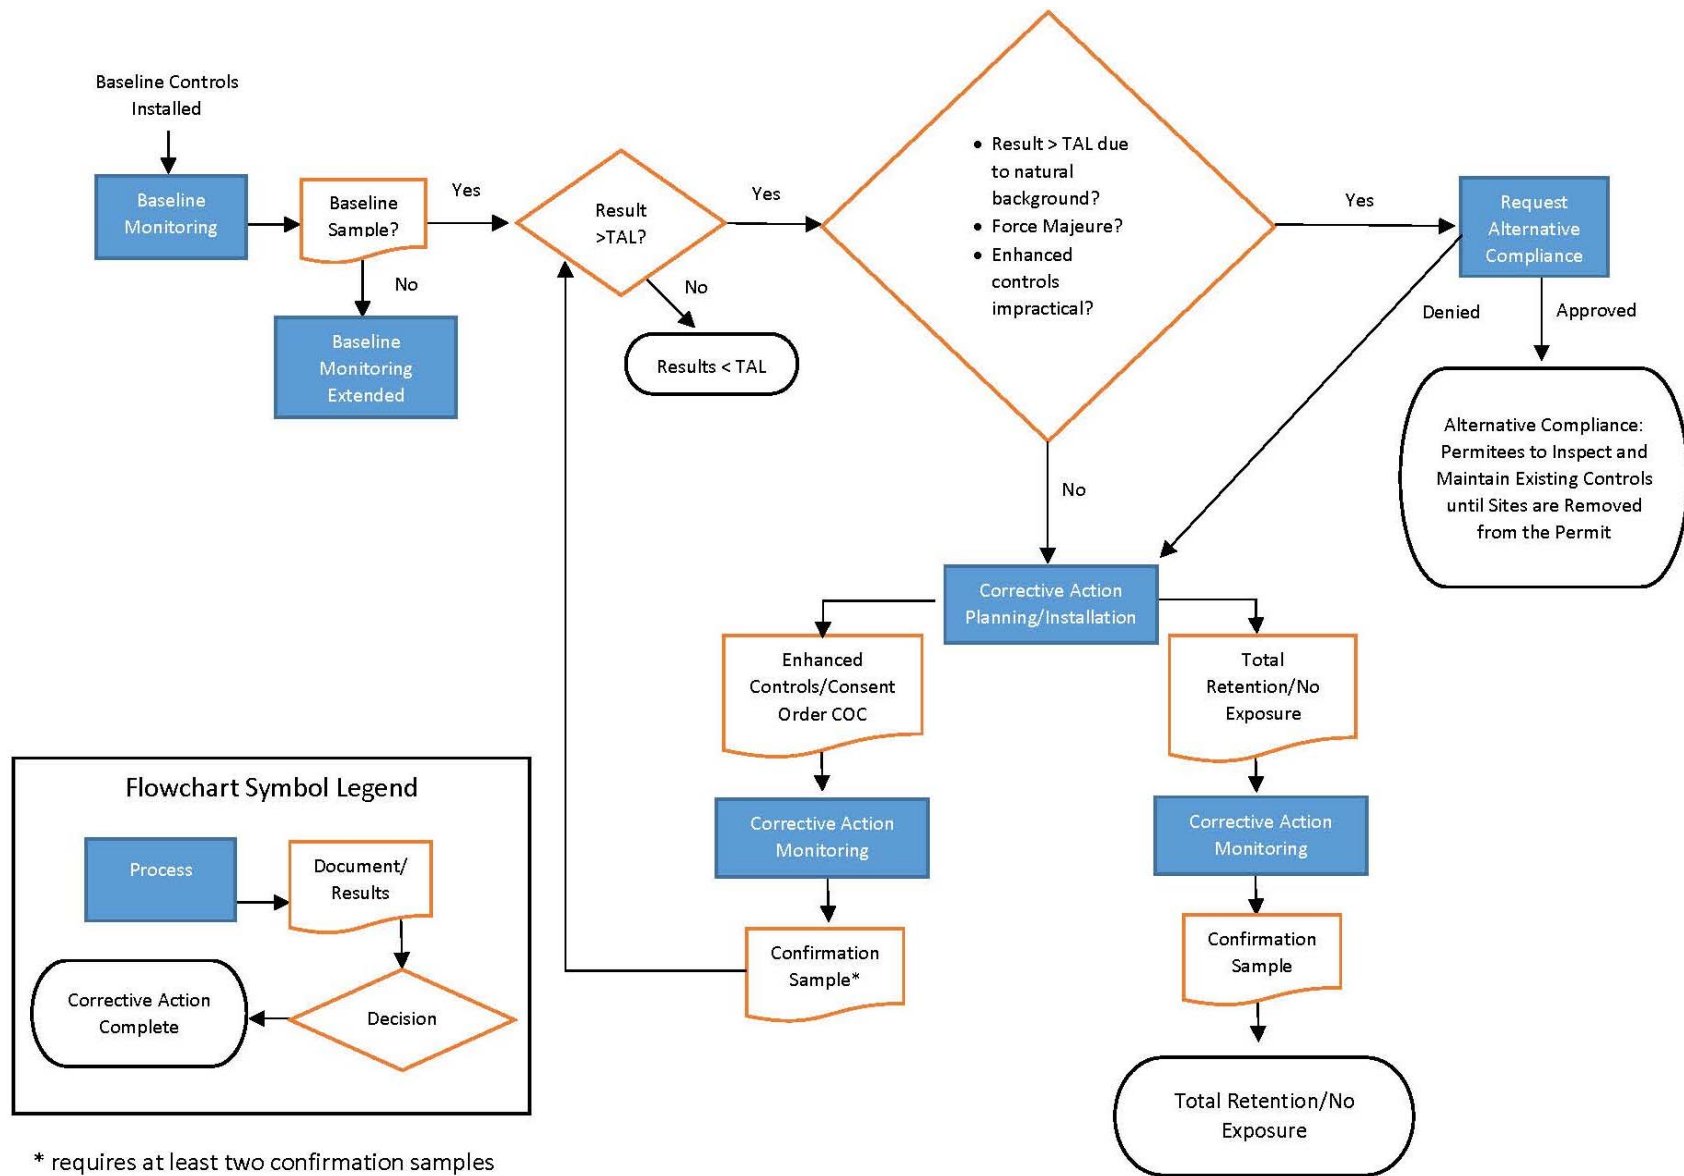 Baseline Controls
Installed
Baseline
Monitoring
Baseline
Sample?
Yes
No
Baseline
Monitoring
Extended
Result
>TAL?
Yes
No
Results < TAL
• Result > TAL due
to natural
background?
• Force Majeure?
• Enhanced
controls
impractical?
Yes
No
Request
Alternative
Compliance
Denied
Approved
Alternative Compliance:
Permitees to Inspect and
Maintain Existing Controls
until Sites are Removed
from the Permit
Corrective Action
Planning/Installation
Enhanced
Controls/Consent
Order COC
Corrective Action
Monitoring
Confirmation
Sample*
Total
Retention/No
Exposure
Corrective Action
Monitoring
Confirmation
Sample
Total Retention/No
Exposure
Flowchart Symbol Legend
Process
Document/
Results
Decision
Corrective Action
Complete
* requires at least two confirmation samples